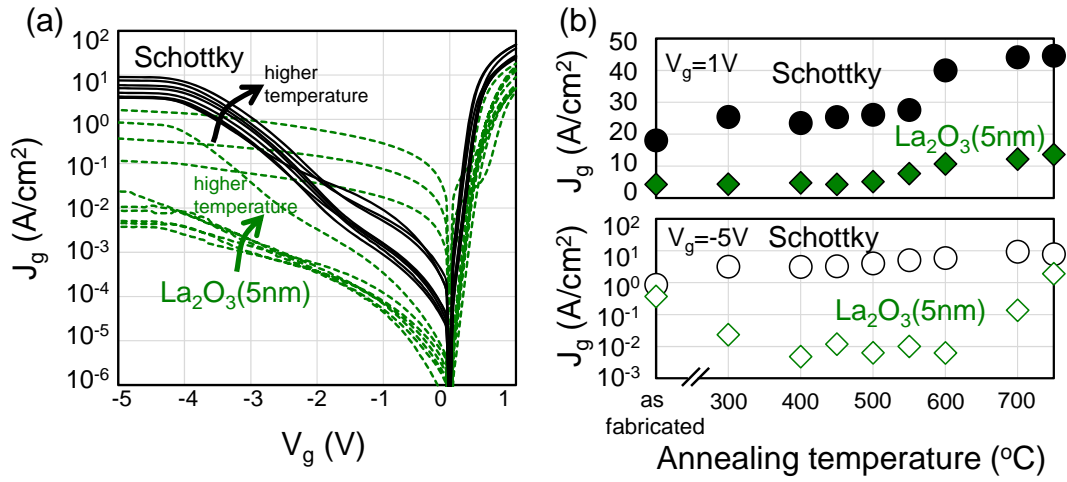 (a)
J_g (A/cm²)
10²
10¹
10⁰
10⁻¹
10⁻²
10⁻³
10⁻⁴
10⁻⁵
10⁻⁶
Schottky
higher
temperature
higher
temperature
La₂O₃(5nm)
-5
-4
-3
-2
-1
0
1
V_g (V)
(b)
J_g (A/cm²)
50
40
30
20
10
0
V_g=1V
Schottky
La₂O₃(5nm)
J_g (A/cm²)
10²
10¹
10⁰
10⁻¹
10⁻²
10⁻³
V_g=-5V
Schottky
La₂O₃(5nm)
as
fabricated
300
400
500
600
700
Annealing temperature (ºC)